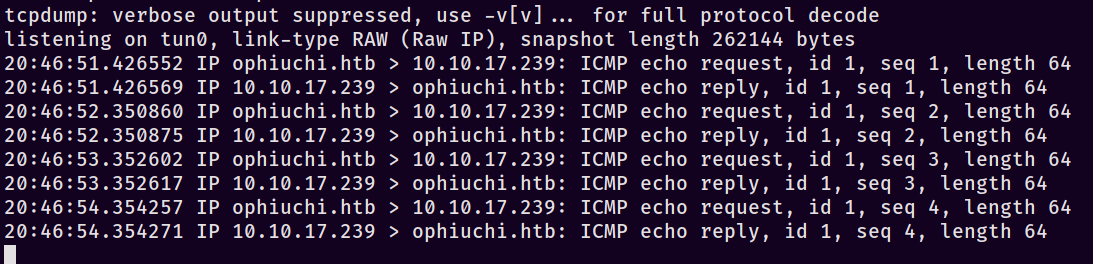 tcpdump: verbose output suppressed, use -v[v]... for full protocol decode
listening on tun0, link-type RAW (Raw IP), snapshot length 262144 bytes
20:46:51.426552 IP ophiuchi.htb > 10.10.17.239: ICMP echo request, id 1, seq 1, length 64
20:46:51.426569 IP 10.10.17.239 > ophiuchi.htb: ICMP echo reply, id 1, seq 1, length 64
20:46:52.350860 IP ophiuchi.htb > 10.10.17.239: ICMP echo request, id 1, seq 2, length 64
20:46:52.350875 IP 10.10.17.239 > ophiuchi.htb: ICMP echo reply, id 1, seq 2, length 64
20:46:53.352602 IP ophiuchi.htb > 10.10.17.239: ICMP echo request, id 1, seq 3, length 64
20:46:53.352617 IP 10.10.17.239 > ophiuchi.htb: ICMP echo reply, id 1, seq 3, length 64
20:46:54.354257 IP ophiuchi.htb > 10.10.17.239: ICMP echo request, id 1, seq 4, length 64
20:46:54.354271 IP 10.10.17.239 > ophiuchi.htb: ICMP echo reply, id 1, seq 4, length 64